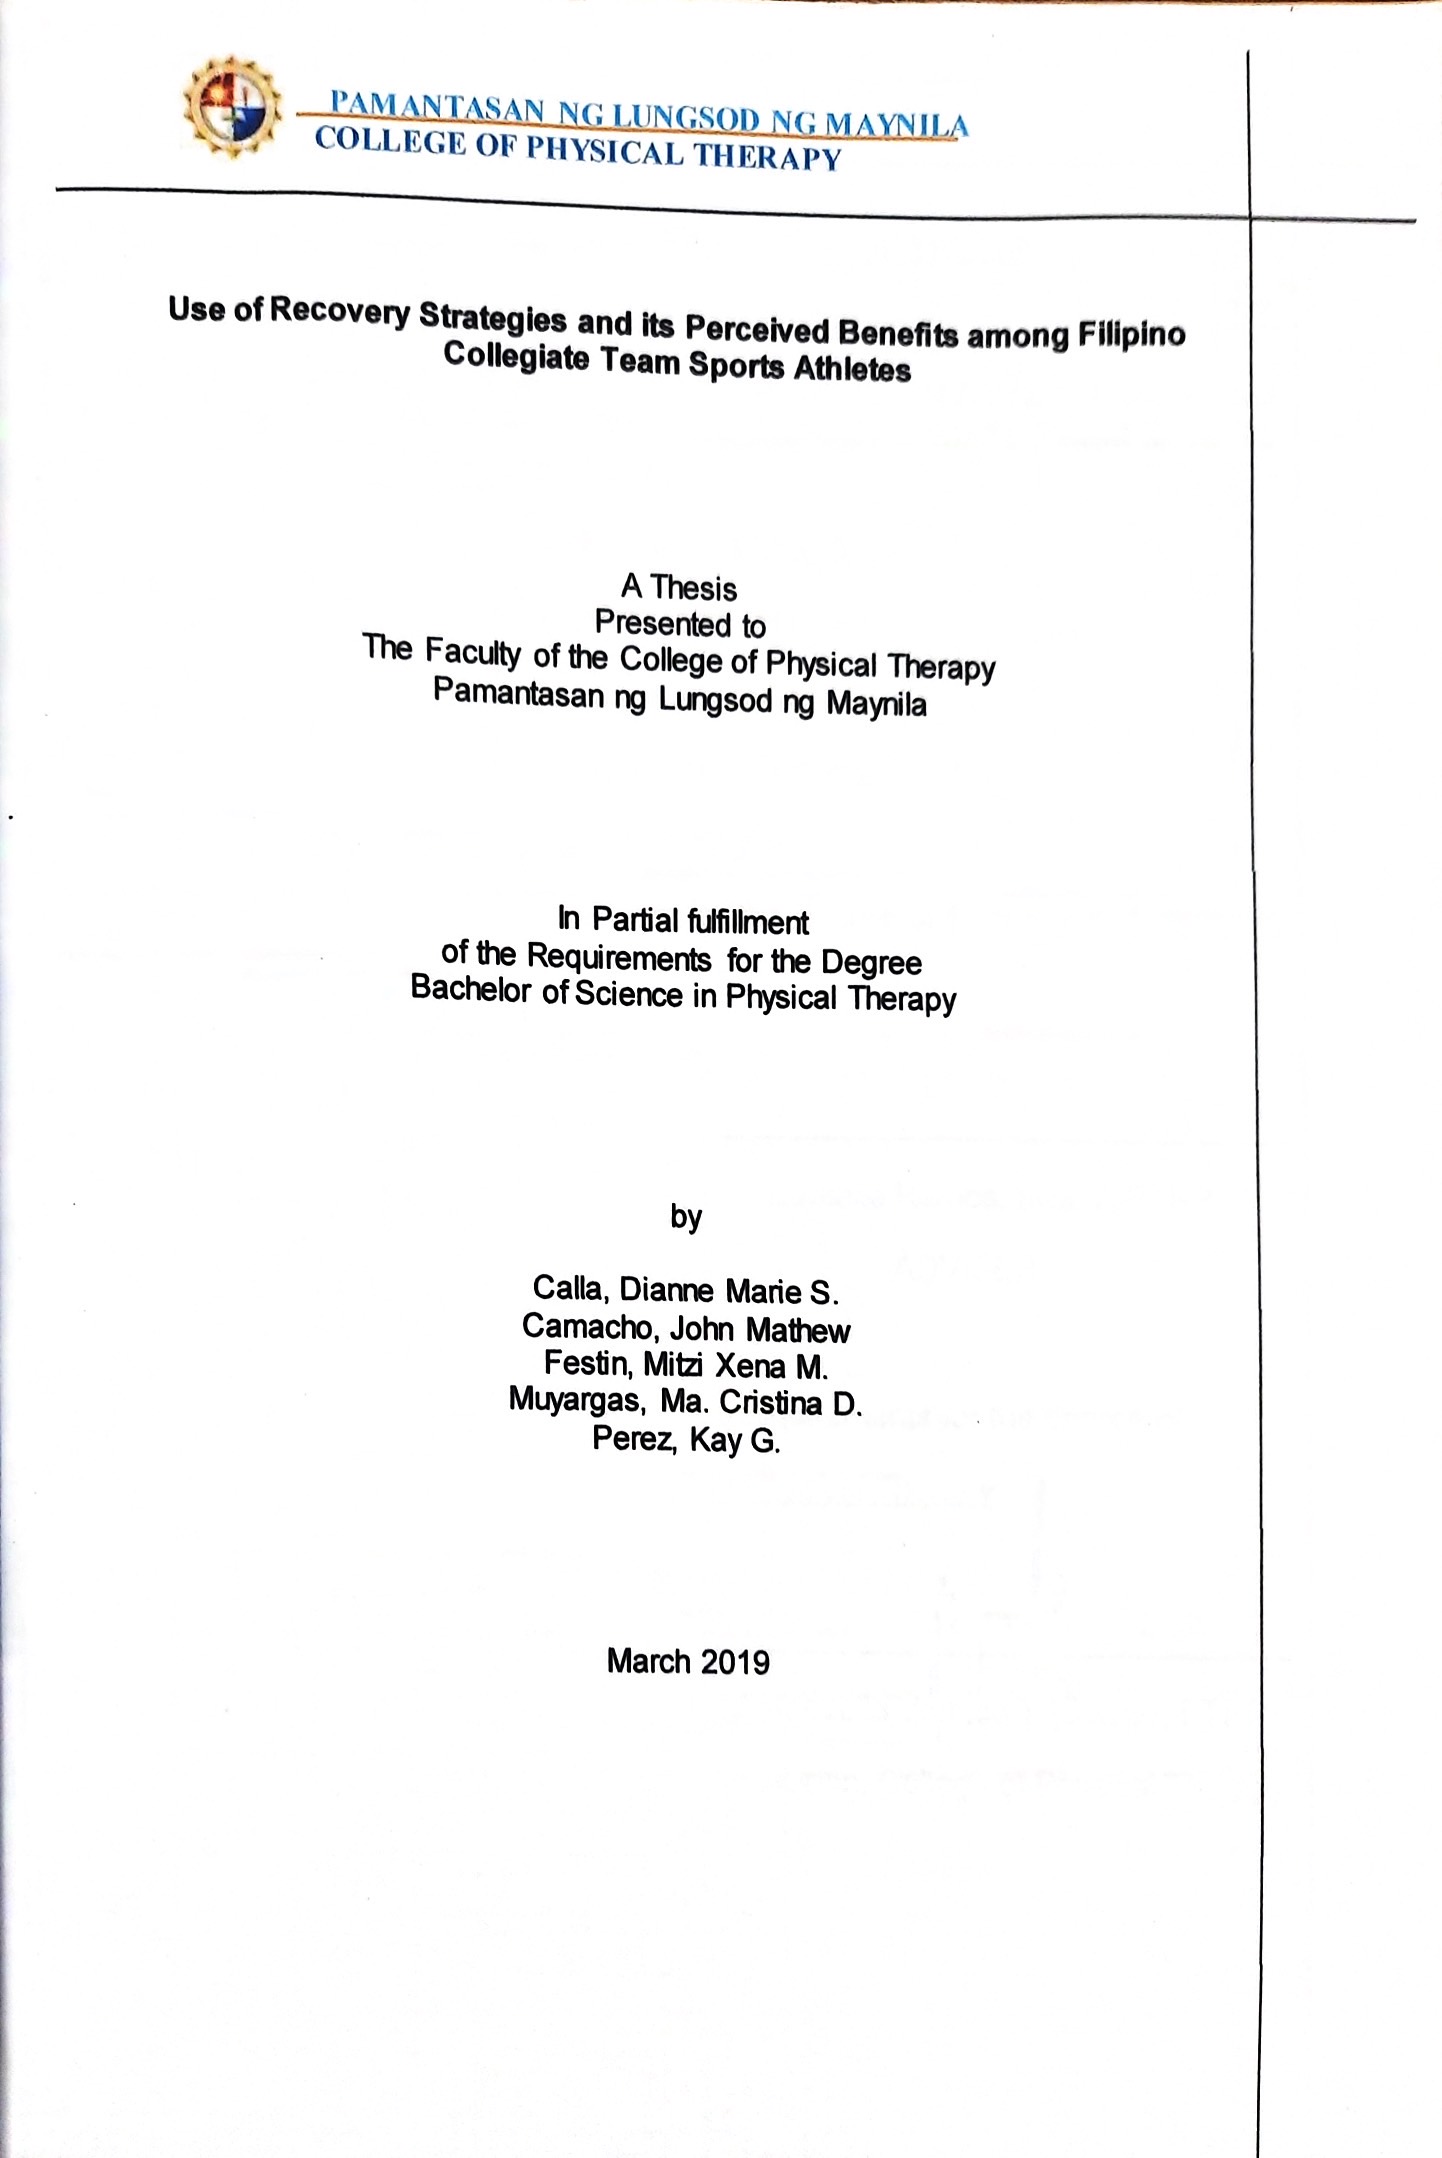 PAMANTASAN NG LUNGSOD NG MAYNILA
COLLEGE OF PHYSICAL THERAPY
Use of Recovery Strategies and its Perceived Benefits among Filipino
Collegiate Team Sports Athletes
A Thesis
Presented to
The Faculty of the College of Physical Therapy
Pamantasan ng Lungsod ng Maynila
In Partial fulfillment
of the Requirements for the Degree
Bachelor of Science in Physical Therapy
by
Calla, Dianne Marie S.
Camacho, John Mathew
Festin, Mitzi Xena M.
Muyargas, Ma. Cristina D.
Perez, Kay G.
March 2019